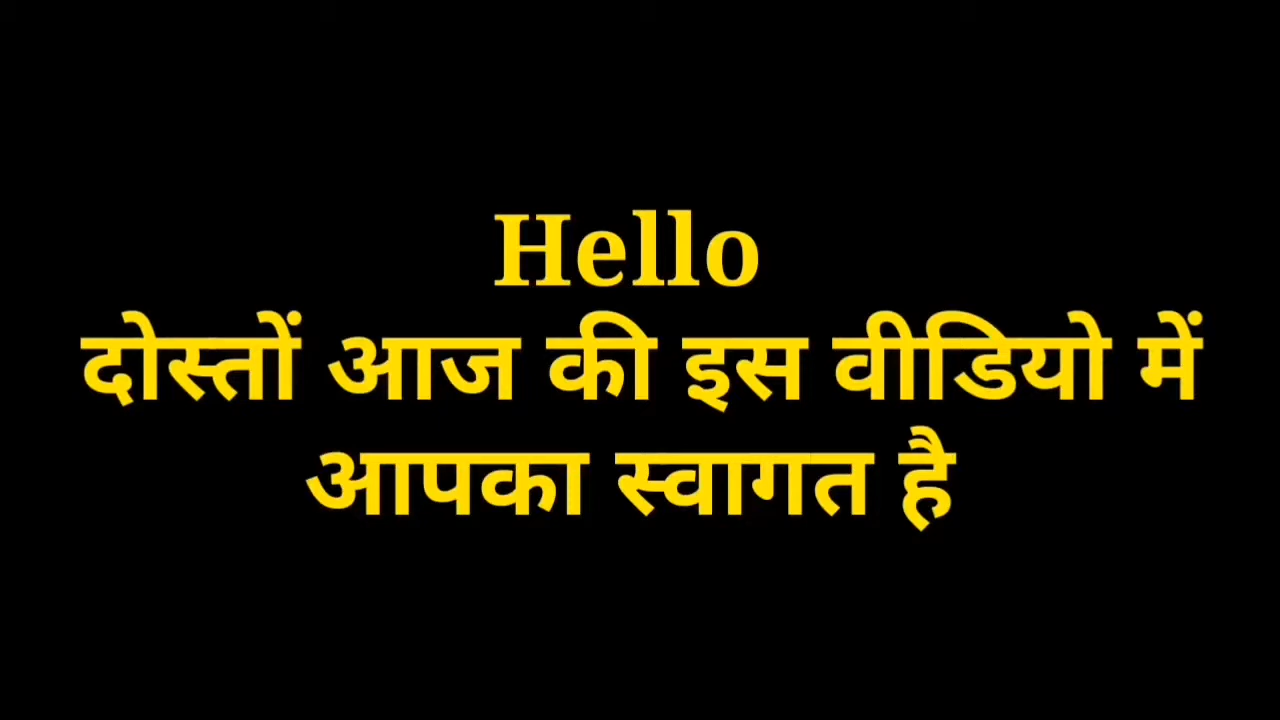 Hello
दोस्तों आज की इस वीडियो में
आपका स्वागत है